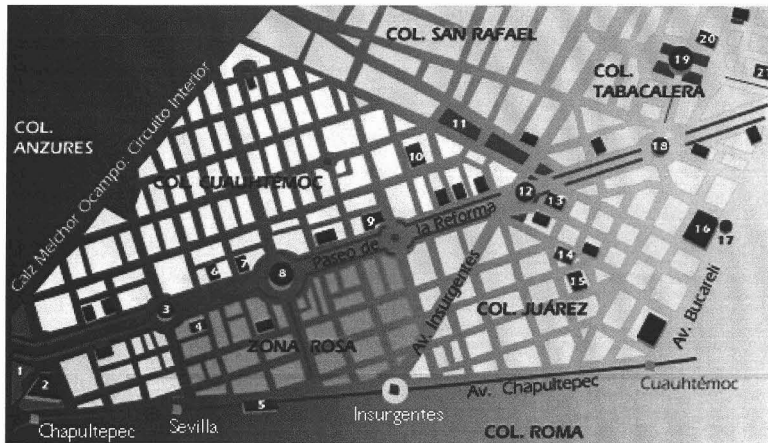 COL. SAN RAFAEL
20
19
21
COL.
TABACALERA
COL.
ANZURES
Calz Melchor Ocampo. Circuito Interior
11
18
10
COL. CUAUHTÉMOC
12
13
9
Paseo de la Reforma
16
17
14
6
7
8
15
3
COL. JUÁREZ
Av. Insurgentes
Av. Bucareli
4
ZONA ROSA
1
2
Av. Chapultepec
Cuauhtémoc
5
Insurgentes
Sevilla
Chapultepec
COL. ROMA